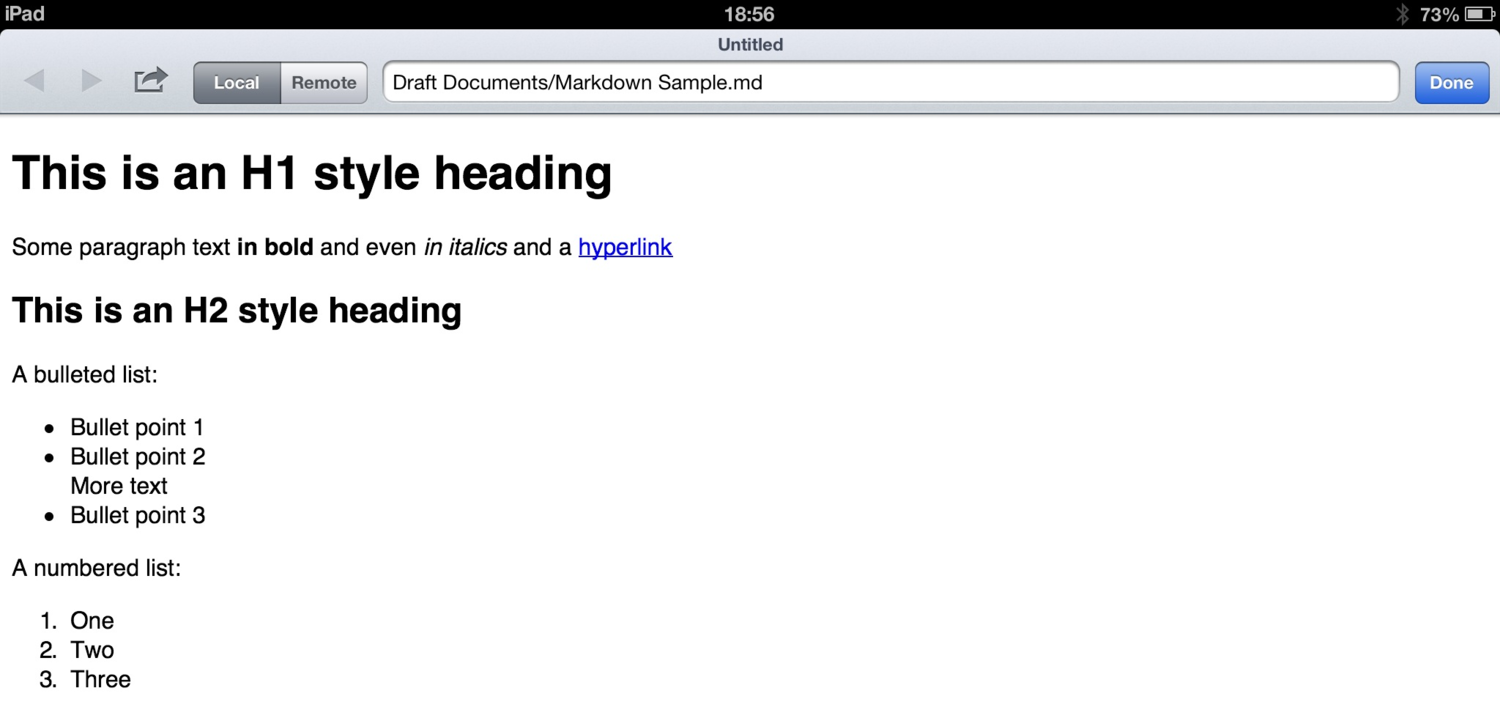 iPad 18:56 73%
Untitled
Local Remote Draft Documents/Markdown Sample.md Done
This is an H1 style heading
Some paragraph text in bold and even in italics and a hyperlink
This is an H2 style heading
A bulleted list:
• Bullet point 1
• Bullet point 2
More text
• Bullet point 3
A numbered list:
1. One
2. Two
3. Three